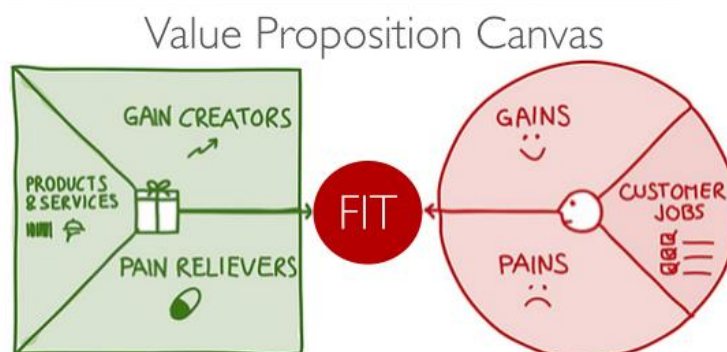 Value Proposition Canvas
GAIN CREATORS
PRODUCTS
& SERVICES
PAIN RELIEVERS
FIT
GAINS
CUSTOMER
JOBS
PAINS